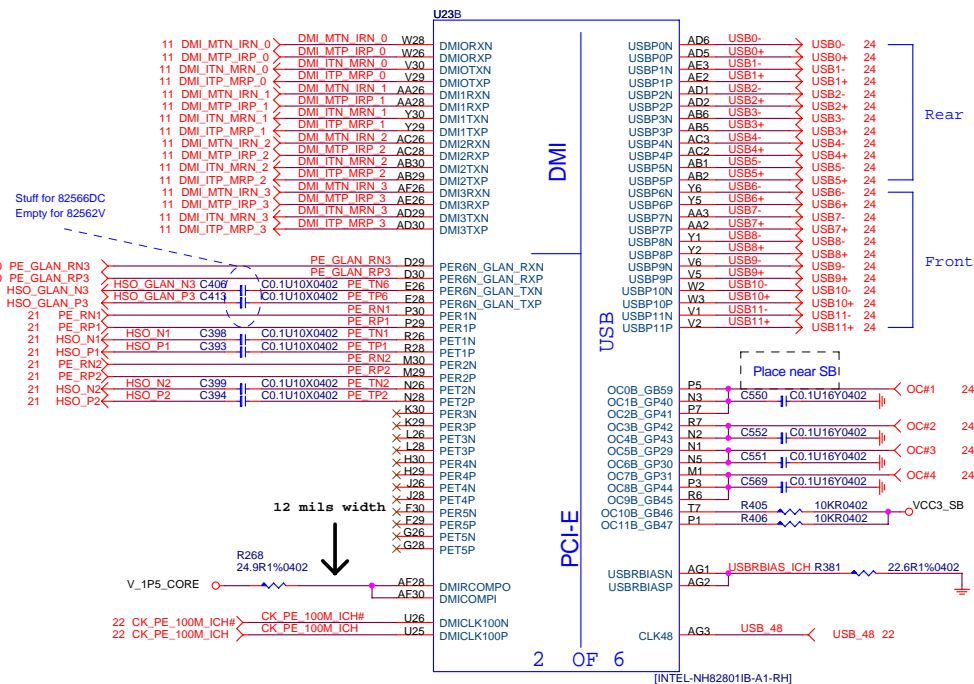 U23B
11 DMI_MTN_IRN_0 DMI_MTN_IRN_0 W28 DMI0RXN
11 DMI_MTP_IRP_0 DMI_MTP_IRP_0 W26 DMI0RXP
11 DMI_ITN_MRN_0 DMI_ITN_MRN_0 V30 DMI0TXN
11 DMI_ITP_MRP_0 DMI_ITP_MRP_0 V29 DMI0TXP
11 DMI_MTN_IRN_1 DMI_MTN_IRN_1 AA26 DMI1RXN
11 DMI_MTP_IRP_1 DMI_MTP_IRP_1 AA28 DMI1RXP
11 DMI_ITN_MRN_1 DMI_ITN_MRN_1 Y30 DMI1TXN
11 DMI_ITP_MRP_1 DMI_ITP_MRP_1 Y29 DMI1TXP
11 DMI_MTN_IRN_2 DMI_MTN_IRN_2 AC26 DMI2RXN
11 DMI_MTP_IRP_2 DMI_MTP_IRP_2 AC28 DMI2RXP
11 DMI_ITN_MRN_2 DMI_ITN_MRN_2 AB30 DMI2TXN
11 DMI_ITP_MRP_2 DMI_ITP_MRP_2 AB29 DMI2TXP
11 DMI_MTN_IRN_3 DMI_MTN_IRN_3 AF26 DMI3RXN
11 DMI_MTP_IRP_3 DMI_MTP_IRP_3 AE26 DMI3RXP
11 DMI_ITN_MRN_3 DMI_ITN_MRN_3 AD29 DMI3TXN
11 DMI_ITP_MRP_3 DMI_ITP_MRP_3 AD30 DMI3TXP
Stuff for 82566DC
Empty for 82562V
PE_GLAN_RN3 PE_GLAN_RN3 D29 PER6N_GLAN_RXN
PE_GLAN_RP3 PE_GLAN_RP3 D30 PER6N_GLAN_RXP
HSO_GLAN_N3 HSO_GLAN_N3 C406 C0.1U10X0402 PE_TN6 E26 PER6N_GLAN_TXN
HSO_GLAN_P3 HSO_GLAN_P3 C413 C0.1U10X0402 PE_TP6 E28 PER6N_GLAN_TXP
21 PE_RN1 PE_RN1 P30 PER1N
21 PE_RP1 PE_RP1 P29 PER1P
21 HSO_N1 HSO_N1 C398 C0.1U10X0402 PE_TN1 R26 PET1N
21 HSO_P1 HSO_P1 C393 C0.1U10X0402 PE_TP1 R28 PET1P
21 PE_RN2 PE_RN2 M30 PER2N
21 PE_RP2 PE_RP2 M29 PER2P
21 HSO_N2 HSO_N2 C399 C0.1U10X0402 PE_TN2 N26 PET2N
21 HSO_P2 HSO_P2 C394 C0.1U10X0402 PE_TP2 N28 PET2P
K30 PER3N
K29 PER3P
L26 PET3N
L28 PET3P
H30 PER4N
H29 PER4P
J26 PET4N
J28 PET4P
F30 PER5N
F29 PER5P
G26 PET5N
G28 PET5P
12 mils width
R268
24.9R1%0402
V_1P5_CORE
AF28 DMIRCOMPO
AF30 DMICOMPI
22 CK_PE_100M_ICH# CK_PE_100M_ICH# U26 DMICLK100N
22 CK_PE_100M_ICH CK_PE_100M_ICH U25 DMICLK100P
DMI
PCI-E
USB
2 OF 6
USBP0N AD6 USB0- USB0- 24
USBP0P AD5 USB0+ USB0+ 24
USBP1N AE3 USB1- USB1- 24
USBP1P AE2 USB1+ USB1+ 24
USBP2N AD1 USB2- USB2- 24
USBP2P AD2 USB2+ USB2+ 24
USBP3N AB6 USB3- USB3- 24
USBP3P AB5 USB3+ USB3+ 24
USBP4N AC3 USB4- USB4- 24
USBP4P AC2 USB4+ USB4+ 24
USBP5N AB1 USB5- USB5- 24
USBP5P AB2 USB5+ USB5+ 24
Rear
USBP6N Y6 USB6- USB6- 24
USBP6P Y5 USB6+ USB6+ 24
USBP7N AA3 USB7- USB7- 24
USBP7P AA2 USB7+ USB7+ 24
USBP8N Y1 USB8- USB8- 24
USBP8P Y2 USB8+ USB8+ 24
USBP9N V6 USB9- USB9- 24
USBP9P V5 USB9+ USB9+ 24
USBP10N W2 USB10- USB10- 24
USBP10P W3 USB10+ USB10+ 24
USBP11N V1 USB11- USB11- 24
USBP11P V2 USB11+ USB11+ 24
Front
Place near SB
OC0B_GB59 P5 OC#1 24
OC1B_GP40 N3 C550 C0.1U16Y0402
OC2B_GP41 P7
OC3B_GP42 R7 OC#2 24
OC4B_GP43 N2 C552 C0.1U16Y0402
OC5B_GP29 N1 OC#3 24
OC6B_GP30 N5 C551 C0.1U16Y0402
OC7B_GP31 M1 OC#4 24
OC8B_GP44 P3 C569 C0.1U16Y0402
OC9B_GB45 R6
OC10B_GB46 T7 R405 10KR0402 VCC3_SB
OC11B_GB47 P1 R406 10KR0402
USBRBIASN AG1 USBRBIAS_ICH R381 22.6R1%0402
USBRBIASP AG2
CLK48 AG3 USB_48 USB_48 22
[INTEL-NH82801IB-A1-RH]